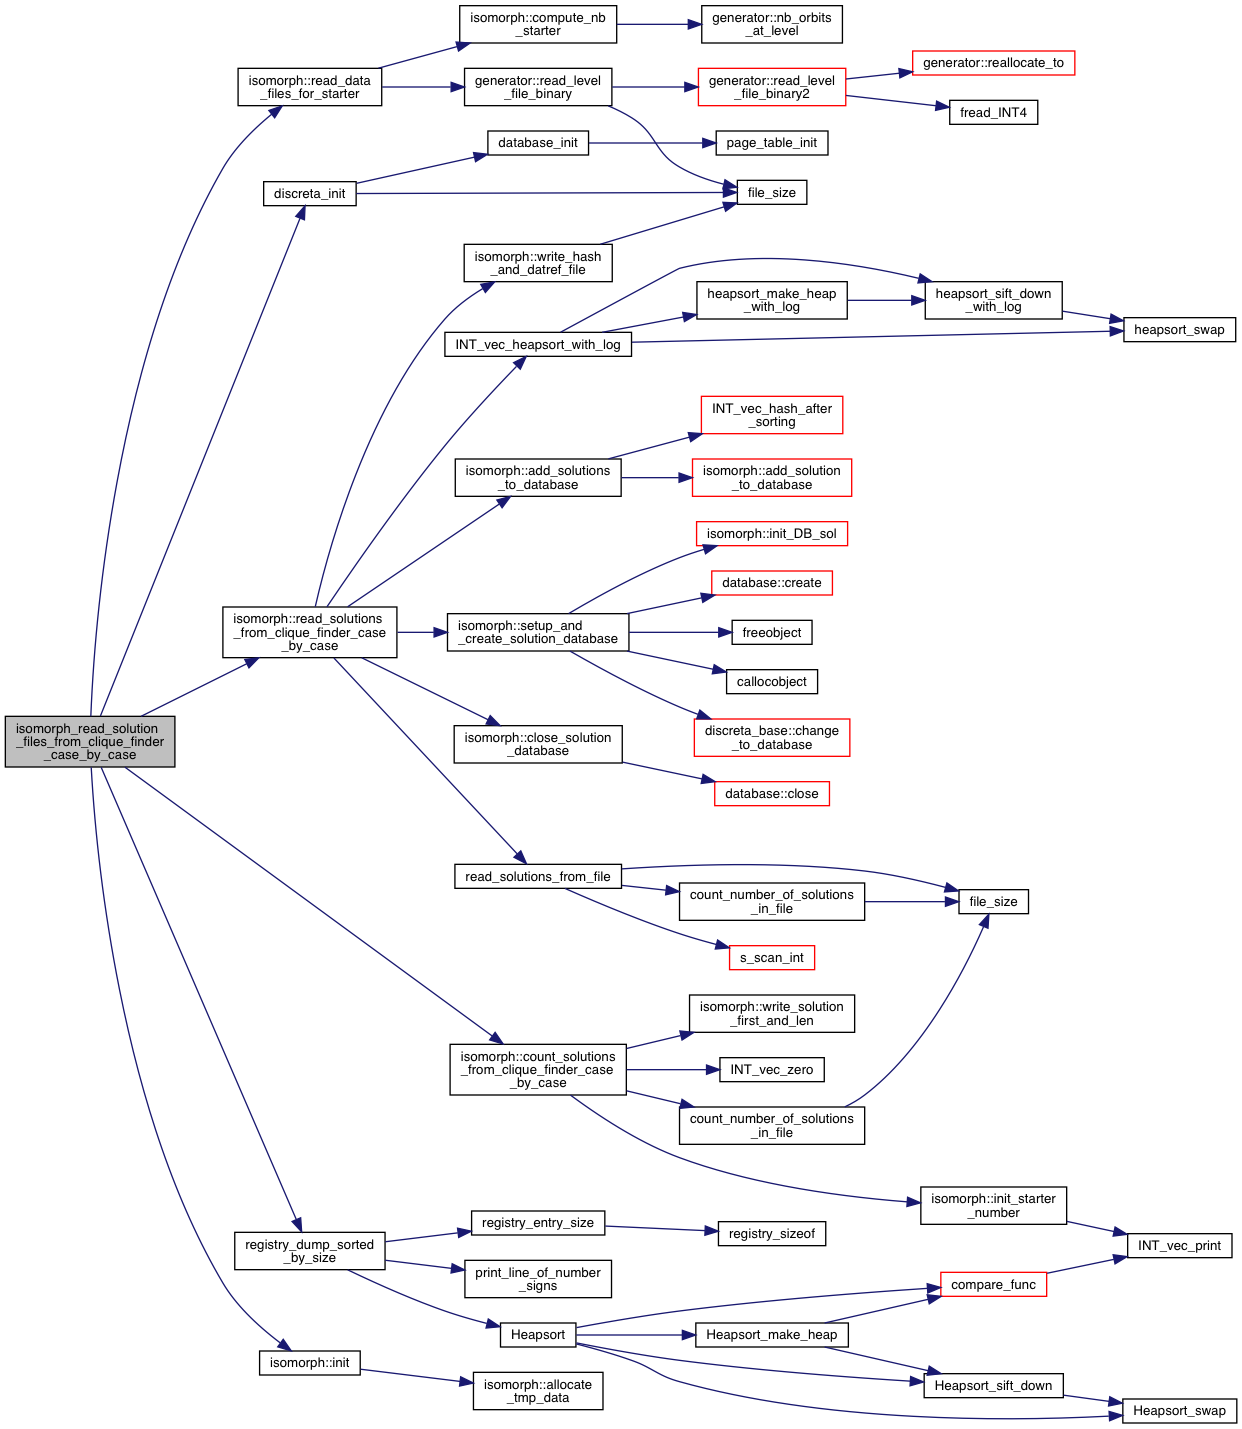 isomorph::compute_nb
_starter
generator::nb_orbits
_at_level
isomorph::read_data
_files_for_starter
generator::read_level
_file_binary
generator::read_level
_file_binary2
generator::reallocate_to
fread_INT4
database_init
page_table_init
discreta_init
file_size
isomorph::write_hash
_and_datref_file
INT_vec_heapsort_with_log
heapsort_make_heap
_with_log
heapsort_sift_down
_with_log
heapsort_swap
INT_vec_hash_after
_sorting
isomorph::add_solutions
_to_database
isomorph::add_solution
_to_database
isomorph::init_DB_sol
database::create
isomorph::read_solutions
_from_clique_finder_case
_by_case
isomorph::setup_and
_create_solution_database
freeobject
callocobject
isomorph_read_solution
_files_from_clique_finder
_case_by_case
isomorph::close_solution
_database
discreta_base::change
_to_database
database::close
read_solutions_from_file
count_number_of_solutions
_in_file
file_size
s_scan_int
isomorph::write_solution
_first_and_len
isomorph::count_solutions
_from_clique_finder_case
_by_case
INT_vec_zero
count_number_of_solutions
_in_file
isomorph::init_starter
_number
INT_vec_print
registry_dump_sorted
_by_size
registry_entry_size
registry_sizeof
print_line_of_number
_signs
compare_func
Heapsort
Heapsort_make_heap
isomorph::init
isomorph::allocate
_tmp_data
Heapsort_sift_down
Heapsort_swap